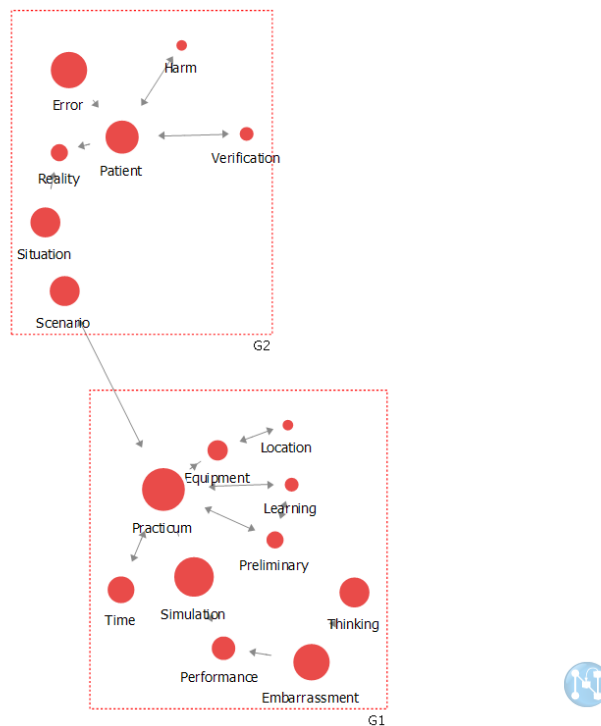 Harm
Error
Verification
Patient
Reality
Situation
Scenario
G2
Location
Equipment
Learning
Practicum
Preliminary
Simulation
Time
Thinking
Performance
Embarrassment
G1